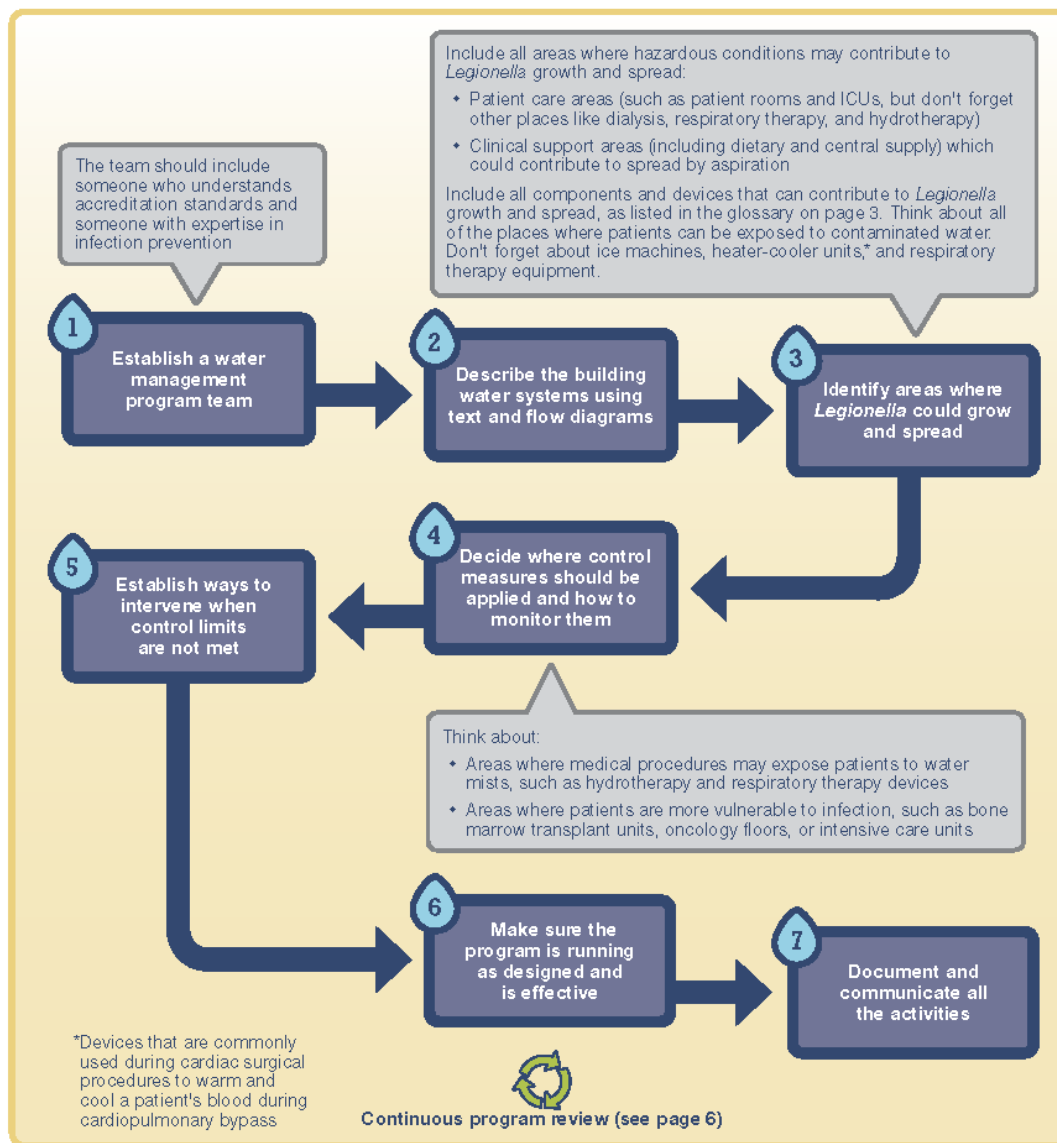 Include all areas where hazardous conditions may contribute to
Legionella growth and spread:
• Patient care areas (such as patient rooms and ICUs, but don't forget
other places like dialysis, respiratory therapy, and hydrotherapy)
• Clinical support areas (including dietary and central supply) which
could contribute to spread by aspiration
Include all components and devices that can contribute to Legionella
growth and spread, as listed in the glossary on page 3. Think about all
of the places where patients can be exposed to contaminated water.
Don't forget about ice machines, heater-cooler units,* and respiratory
therapy equipment.
The team should include
someone who understands
accreditation standards and
someone with expertise in
infection prevention
1
Establish a water
management
program team
2
Describe the building
water systems using
text and flow diagrams
3
Identify areas where
Legionella could grow
and spread
4
Decide where control
measures should be
applied and how to
monitor them
5
Establish ways to
intervene when
control limits
are not met
Think about:
• Areas where medical procedures may expose patients to water
mists, such as hydrotherapy and respiratory therapy devices
• Areas where patients are more vulnerable to infection, such as bone
marrow transplant units, oncology floors, or intensive care units
6
Make sure the
program is running
as designed and
is effective
7
Document and
communicate all
the activities
*Devices that are commonly
used during cardiac surgical
procedures to warm and
cool a patient's blood during
cardiopulmonary bypass
Continuous program review (see page 6)